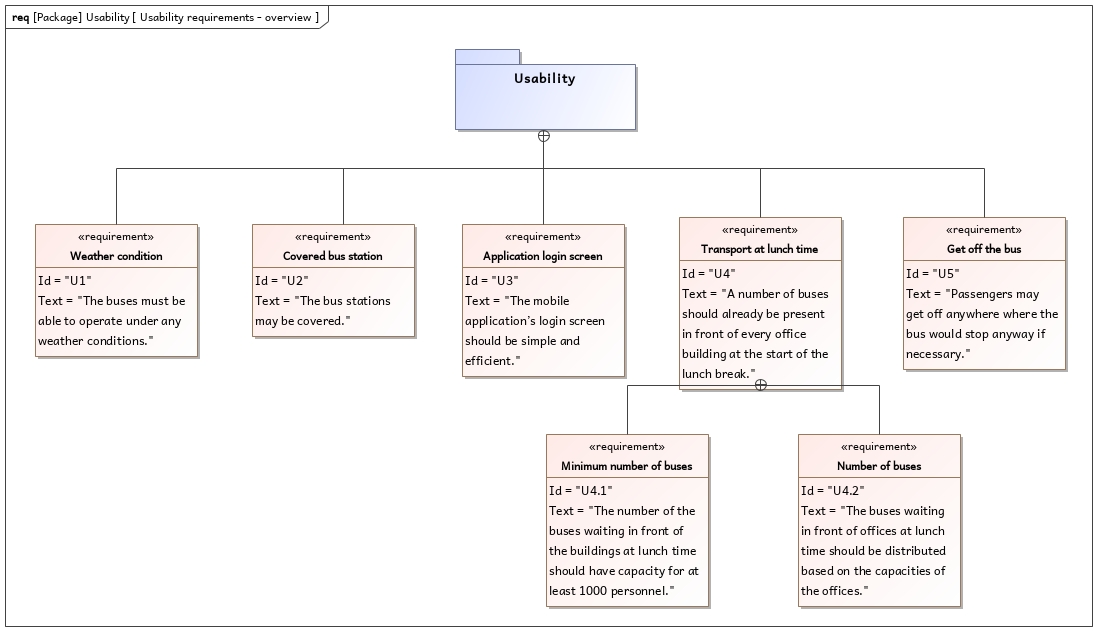 req [Package] Usability [ Usability requirements - overview ]
Usability
«requirement»
Weather condition
Id = "U1"
Text = "The buses must be
able to operate under any
weather conditions."
«requirement»
Covered bus station
Id = "U2"
Text = "The bus stations
may be covered."
«requirement»
Application login screen
Id = "U3"
Text = "The mobile
application's login screen
should be simple and
efficient."
«requirement»
Transport at lunch time
Id = "U4"
Text = "A number of buses
should already be present
in front of every office
building at the start of the
lunch break."
«requirement»
Get off the bus
Id = "U5"
Text = "Passengers may
get off anywhere where the
bus would stop anyway if
necessary."
«requirement»
Minimum number of buses
Id = "U4.1"
Text = "The number of the
buses waiting in front of
the buildings at lunch time
should have capacity for at
least 1000 personnel."
«requirement»
Number of buses
Id = "U4.2"
Text = "The buses waiting
in front of offices at lunch
time should be distributed
based on the capacities of
the offices."